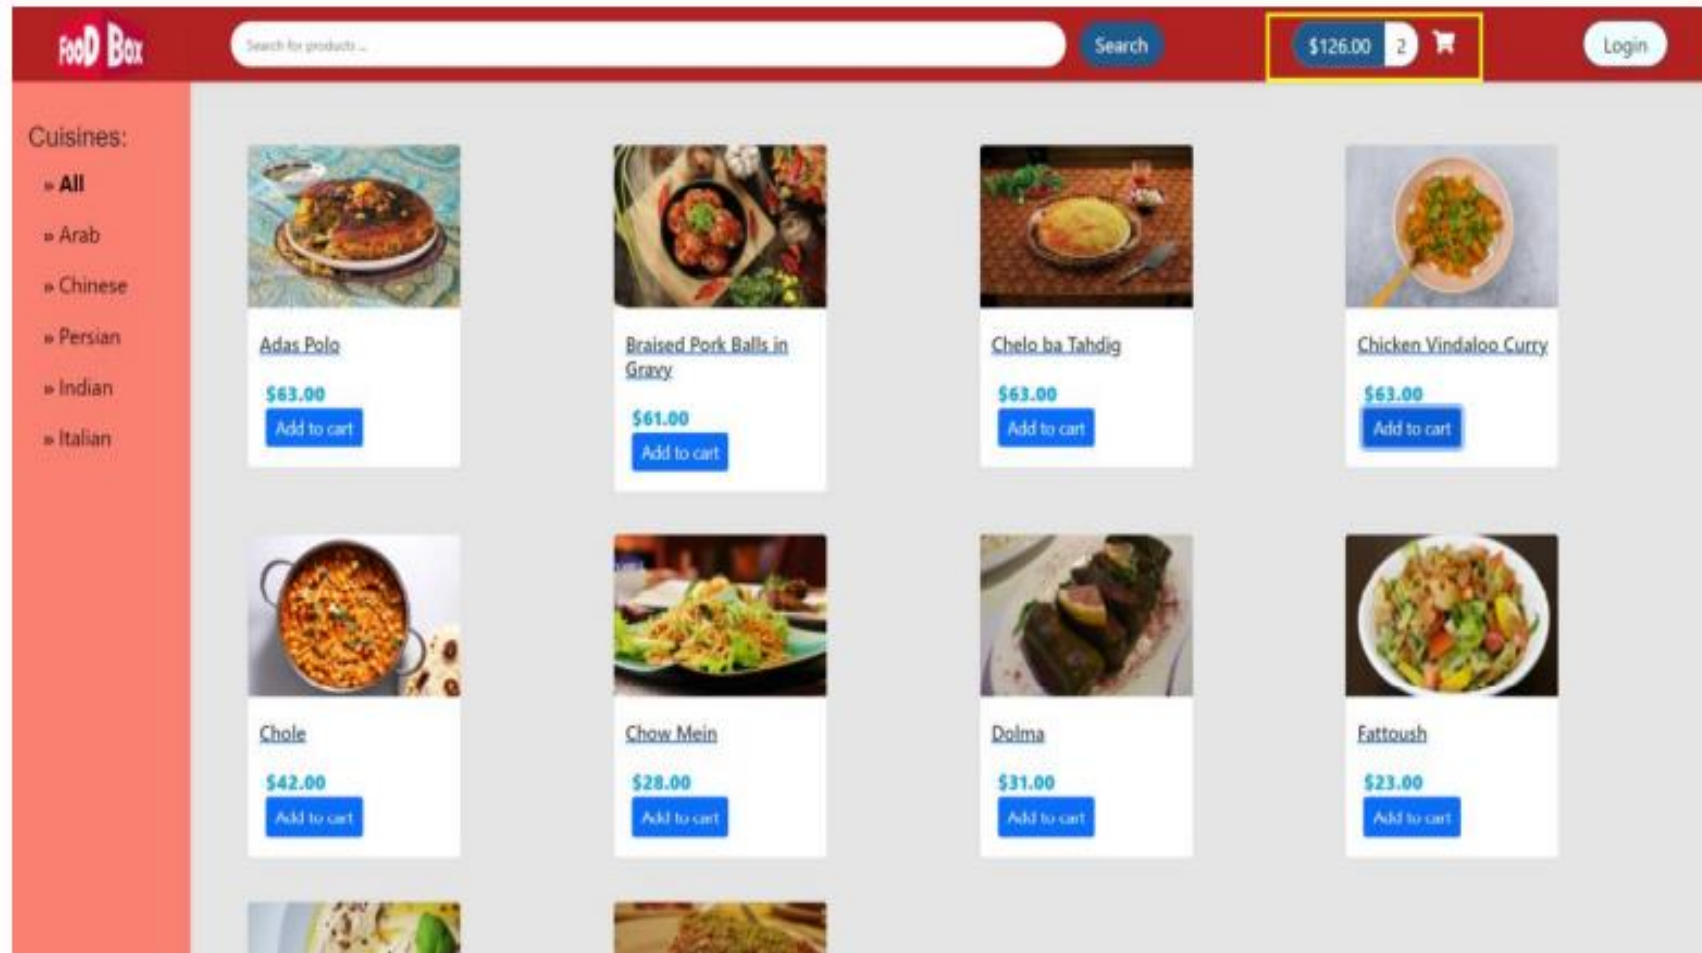 FooD Box
Search for products ...
Search
$126.00 2
Login
Cuisines:
» All
» Arab
» Chinese
» Persian
» Indian
» Italian
Adas Polo
$63.00
Add to cart
Braised Pork Balls in
Gravy
$61.00
Add to cart
Chelo ba Tahdig
$63.00
Add to cart
Chicken Vindaloo Curry
$63.00
Add to cart
Chole
$42.00
Add to cart
Chow Mein
$28.00
Add to cart
Dolma
$31.00
Add to cart
Fattoush
$23.00
Add to cart